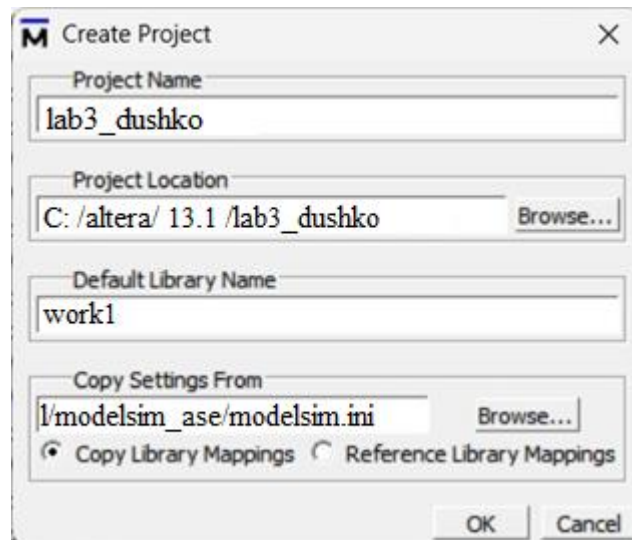 M Create Project
Project Name
lab3_dushko
Project Location
C: /altera/ 13.1 /lab3_dushko Browse...
Default Library Name
work1
Copy Settings From
l/modelsim_ase/modelsim.ini Browse...
Copy Library Mappings Reference Library Mappings
OK Cancel